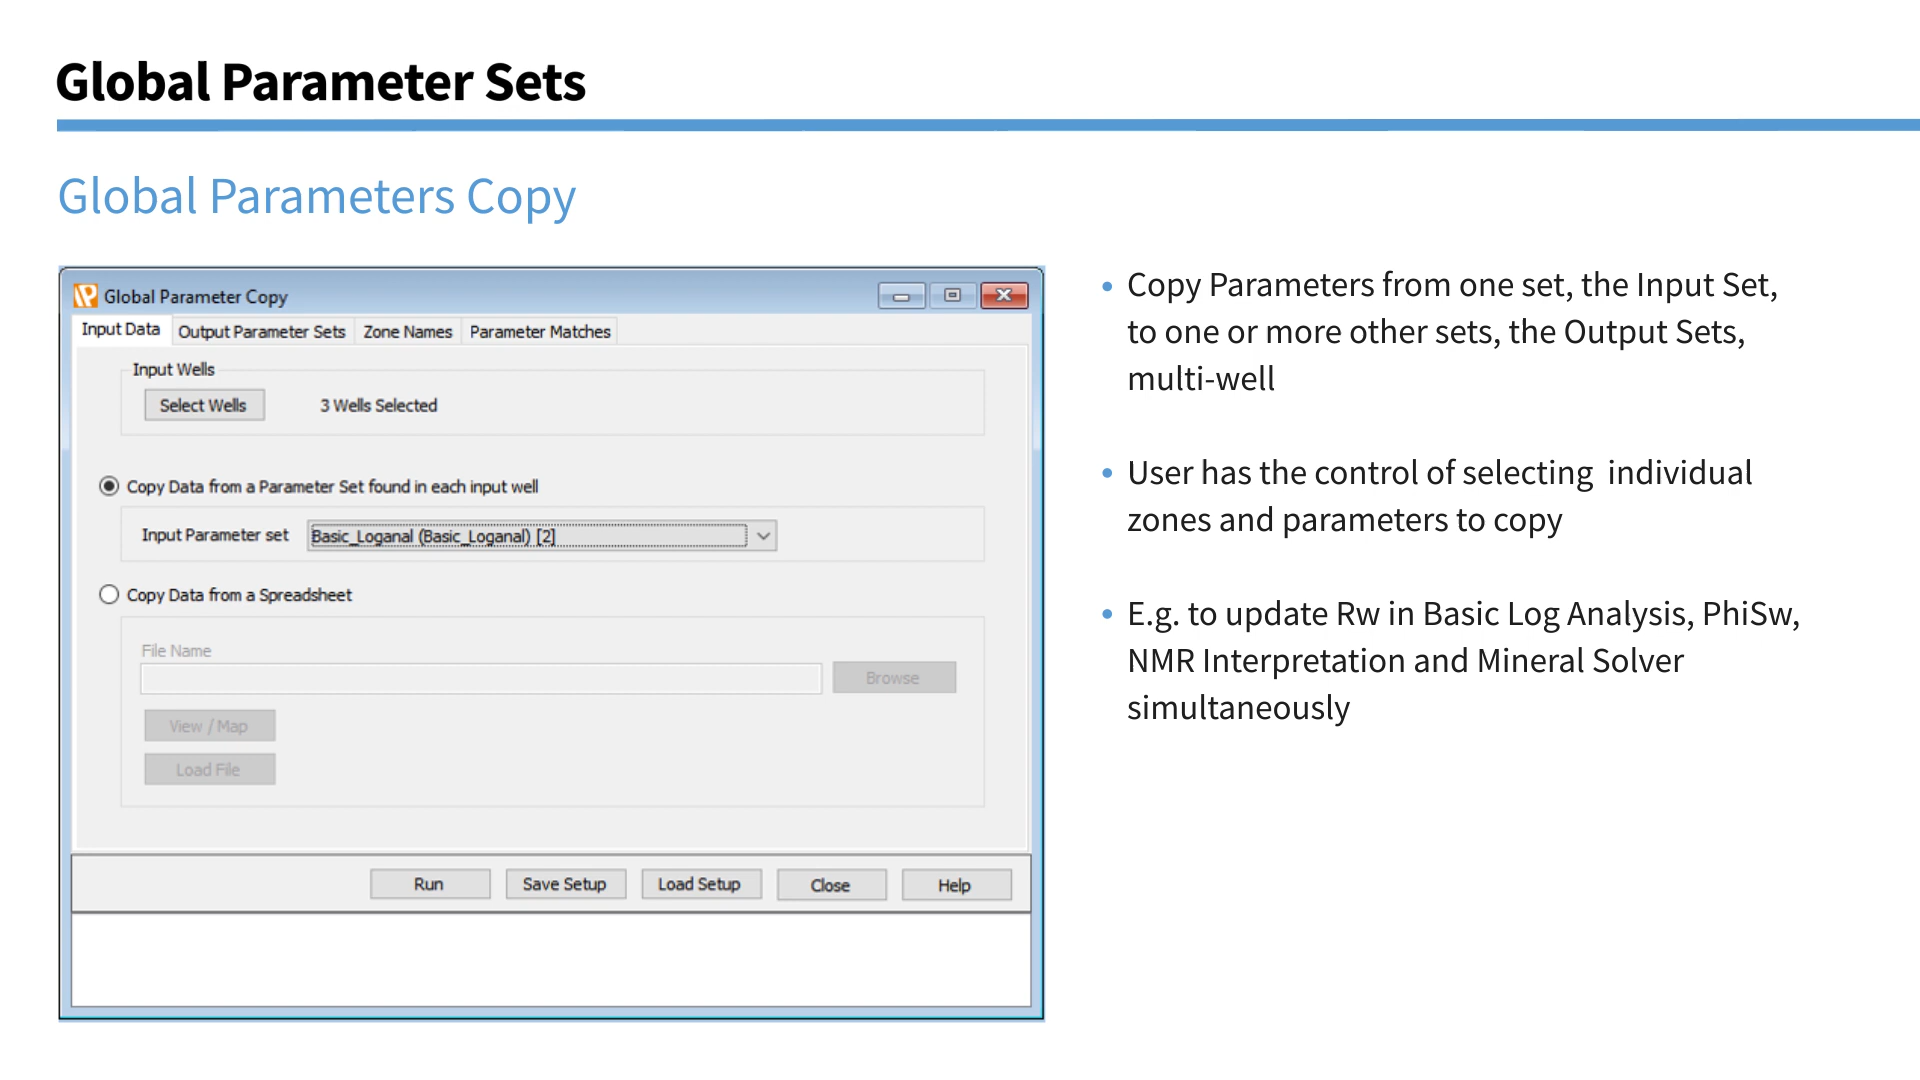 Global Parameter Sets
Global Parameters Copy
Global Parameter Copy
Input Data
Output Parameter Sets
Zone Names
Parameter Matches
Input Wells
Select Wells
3 Wells Selected
Copy Data from a Parameter Set found in each input well
Input Parameter set
Basic_Loganal (Basic_Loganal) [2]
Copy Data from a Spreadsheet
File Name
Browse
View / Map
Load File
Run
Save Setup
Load Setup
Close
Help
• Copy Parameters from one set, the Input Set,
to one or more other sets, the Output Sets,
multi-well
• User has the control of selecting  individual
zones and parameters to copy
• E.g. to update Rw in Basic Log Analysis, PhiSw,
NMR Interpretation and Mineral Solver
simultaneously